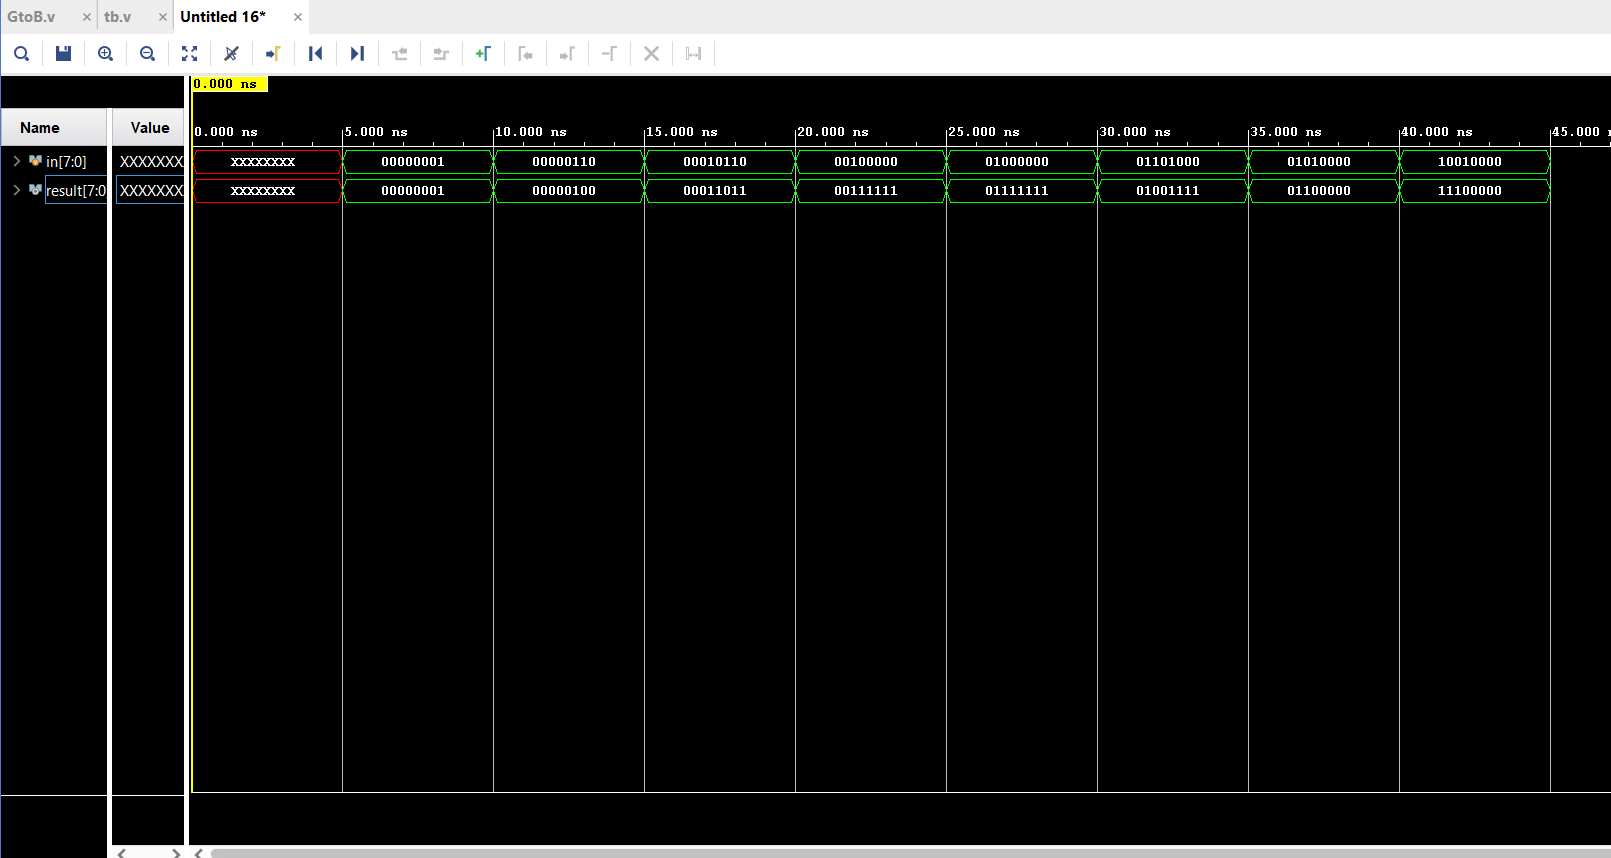 GtoB.v × tb.v × Untitled 16* ×
0.000 ns
Name Value 0.000 ns 5.000 ns 10.000 ns 15.000 ns 20.000 ns 25.000 ns 30.000 ns 35.000 ns 40.000 ns 45.000
in[7:0] XXXXXXX XXXXXXXX 00000001 00000110 00010110 00100000 01000000 01101000 01010000 10010000
result[7:0 XXXXXXX XXXXXXXX 00000001 00000100 00011011 00111111 01111111 01001111 01100000 11100000